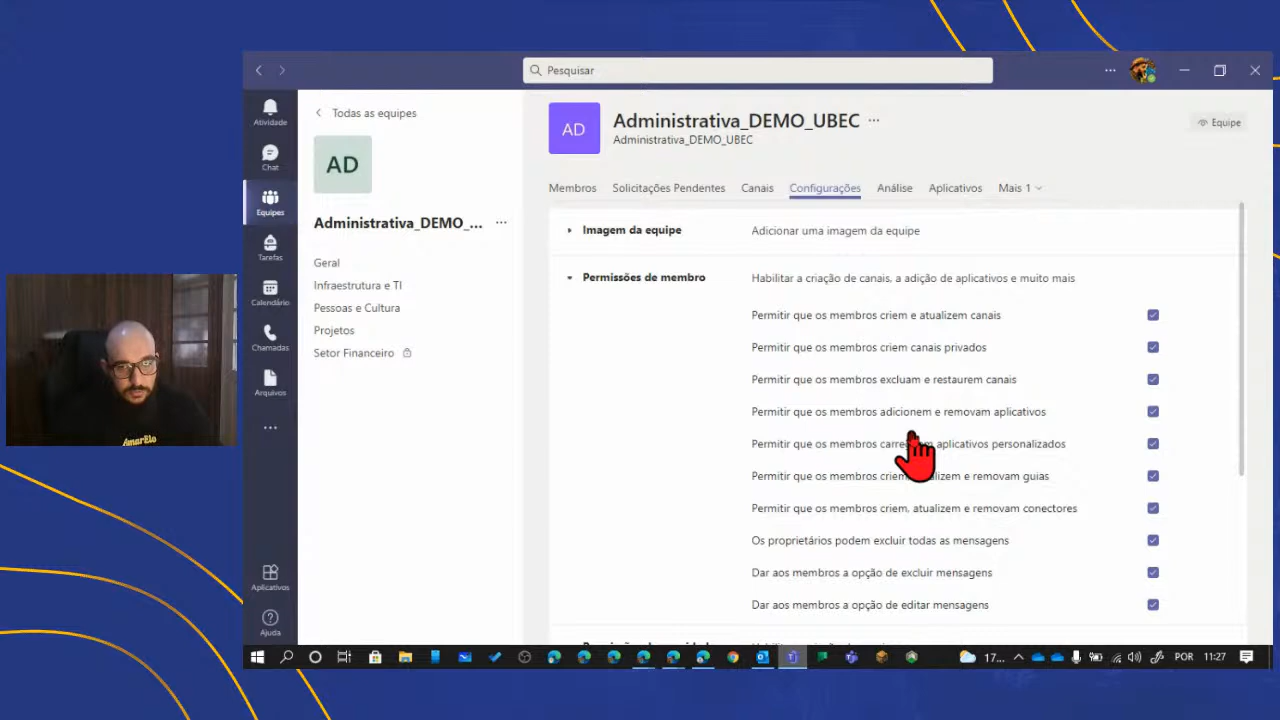 Pesquisar
Atividade
Chat
Equipes
Tarefas
Calendário
Chamadas
Arquivos
Aplicativos
Ajuda
Todas as equipes
AD
Administrativa_DEMO_...
Geral
Infraestrutura e TI
Pessoas e Cultura
Projetos
Setor Financeiro
AD
Administrativa_DEMO_UBEC ...
Administrativa_DEMO_UBEC
Equipe
Membros Solicitações Pendentes Canais Configurações Análise Aplicativos Mais 1
Imagem da equipe Adicionar uma imagem da equipe
Permissões de membro Habilitar a criação de canais, a adição de aplicativos e muito mais
Permitir que os membros criem e atualizem canais
Permitir que os membros criem canais privados
Permitir que os membros excluam e restaurem canais
Permitir que os membros adicionem e removam aplicativos
Permitir que os membros aplicativos personalizados
Permitir que os membros e removam guias
Permitir que os membros criem, atualizem e removam conectores
Os proprietários podem excluir todas as mensagens
Dar aos membros a opção de excluir mensagens
Dar aos membros a opção de editar mensagens
AmarElo
17... POR 11:27